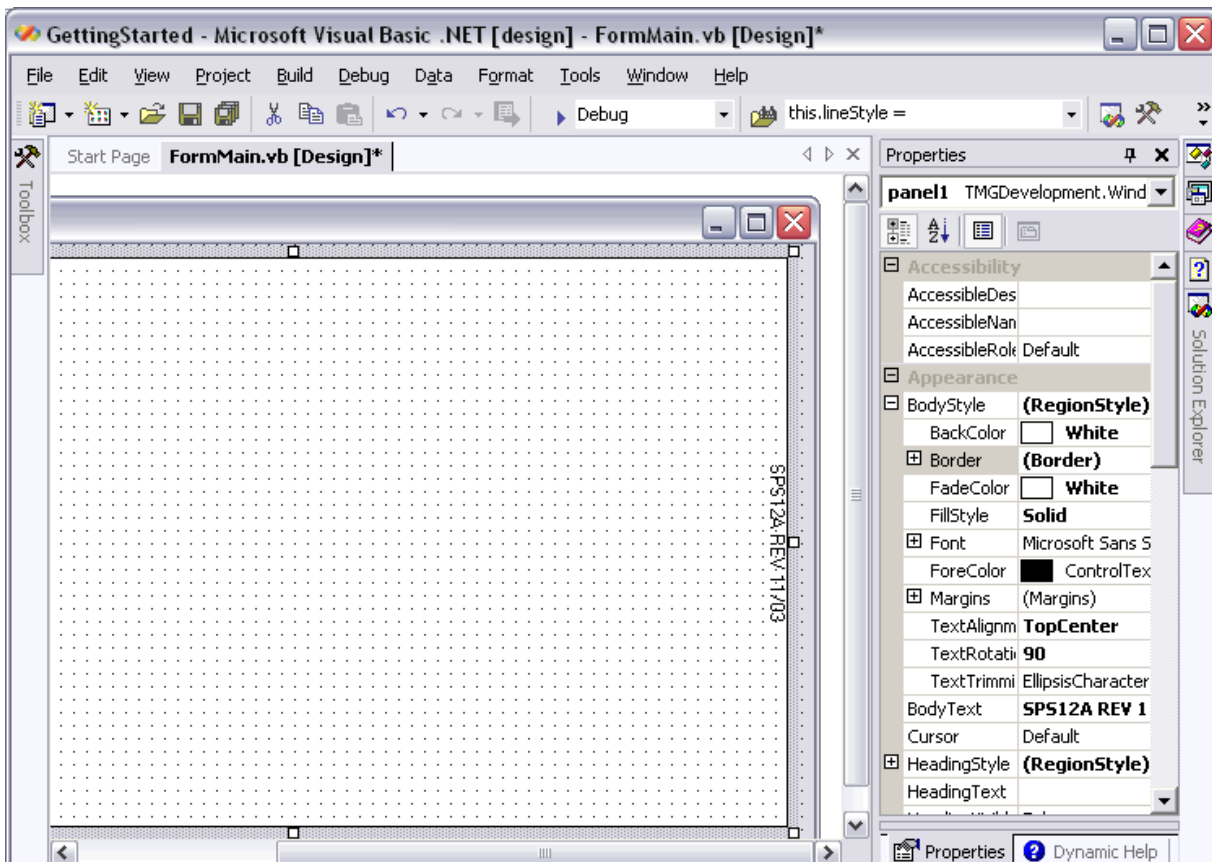 GettingStarted - Microsoft Visual Basic .NET [design] - FormMain.vb [Design]*
File Edit View Project Build Debug Data Format Tools Window Help
Debug
this.lineStyle =
Toolbox
Start Page
FormMain.vb [Design]*
SPS12A REV 11/03
Properties
panel1 TMGDevelopment.Wind
Accessibility
AccessibleDes
AccessibleNan
AccessibleRole Default
Appearance
BodyStyle (RegionStyle)
BackColor White
Border (Border)
FadeColor White
FillStyle Solid
Font Microsoft Sans S
ForeColor ControlTex
Margins (Margins)
TextAlignm TopCenter
TextRotati 90
TextTrimmi EllipsisCharacter
BodyText SPS12A REV 1
Cursor Default
HeadingStyle (RegionStyle)
HeadingText
Properties Dynamic Help
Solution Explorer